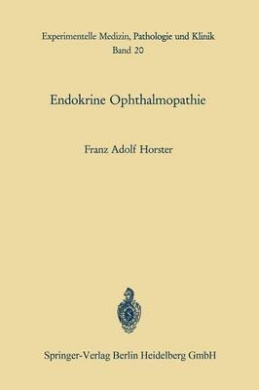 Experimentelle Medizin, Pathologie und Klinik
Band 20
Endokrine Ophthalmopathie
Franz Adolf Horster
Springer-Verlag Berlin Heidelberg GmbH